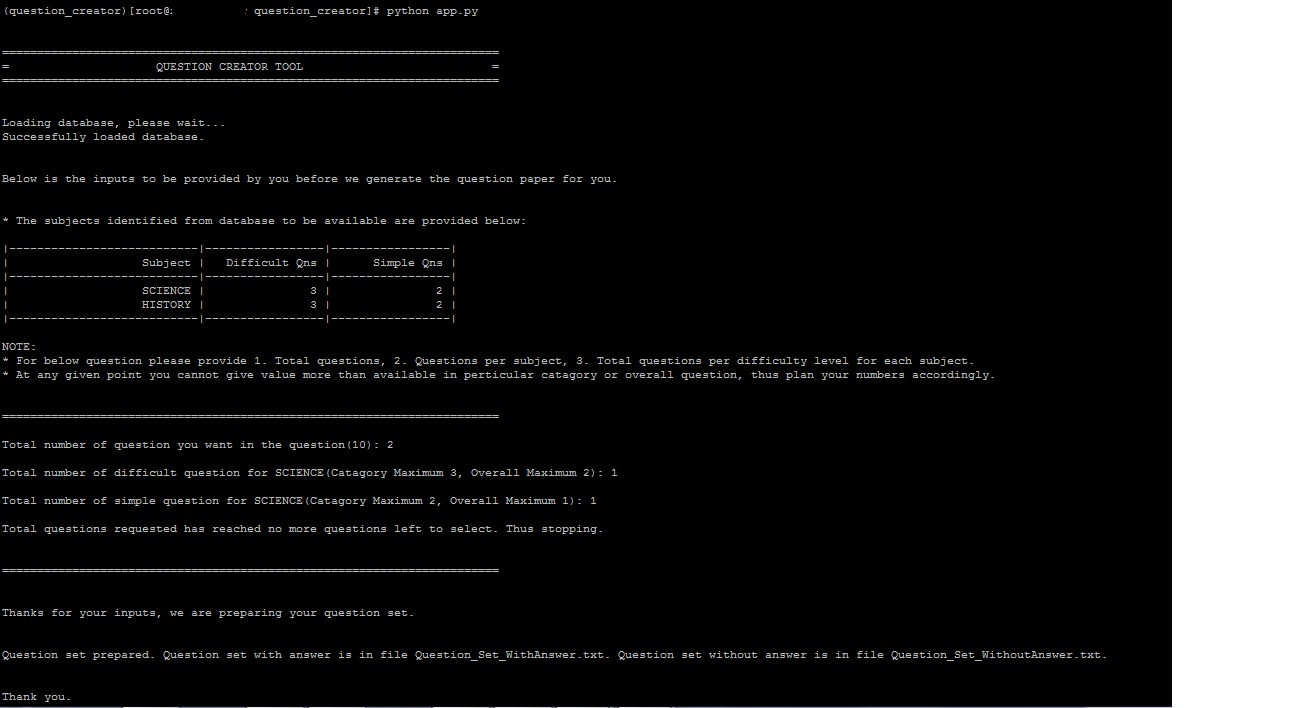 (question_creator)[root@: ; question_creator]# python app.py
=======================================================================
= QUESTION CREATOR TOOL =
=======================================================================
Loading database, please wait...
Successfully loaded database.
Below is the inputs to be provided by you before we generate the question paper for you.
* The subjects identified from database to be available are provided below:
|---------------------------|-----------------|-----------------|
| Subject | Difficult Qns | Simple Qns |
|---------------------------|-----------------|-----------------|
| SCIENCE | 3 | 2 |
| HISTORY | 3 | 2 |
|---------------------------|-----------------|-----------------|
NOTE:
* For below question please provide 1. Total questions, 2. Questions per subject, 3. Total questions per difficulty level for each subject.
* At any given point you cannot give value more than available in perticular catagory or overall question, thus plan your numbers accordingly.
=======================================================================
Total number of question you want in the question(10): 2
Total number of difficult question for SCIENCE(Catagory Maximum 3, Overall Maximum 2): 1
Total number of simple question for SCIENCE(Catagory Maximum 2, Overall Maximum 1): 1
Total questions requested has reached no more questions left to select. Thus stopping.
=======================================================================
Thanks for your inputs, we are preparing your question set.
Question set prepared. Question set with answer is in file Question_Set_WithAnswer.txt. Question set without answer is in file Question_Set_WithoutAnswer.txt.
Thank you.